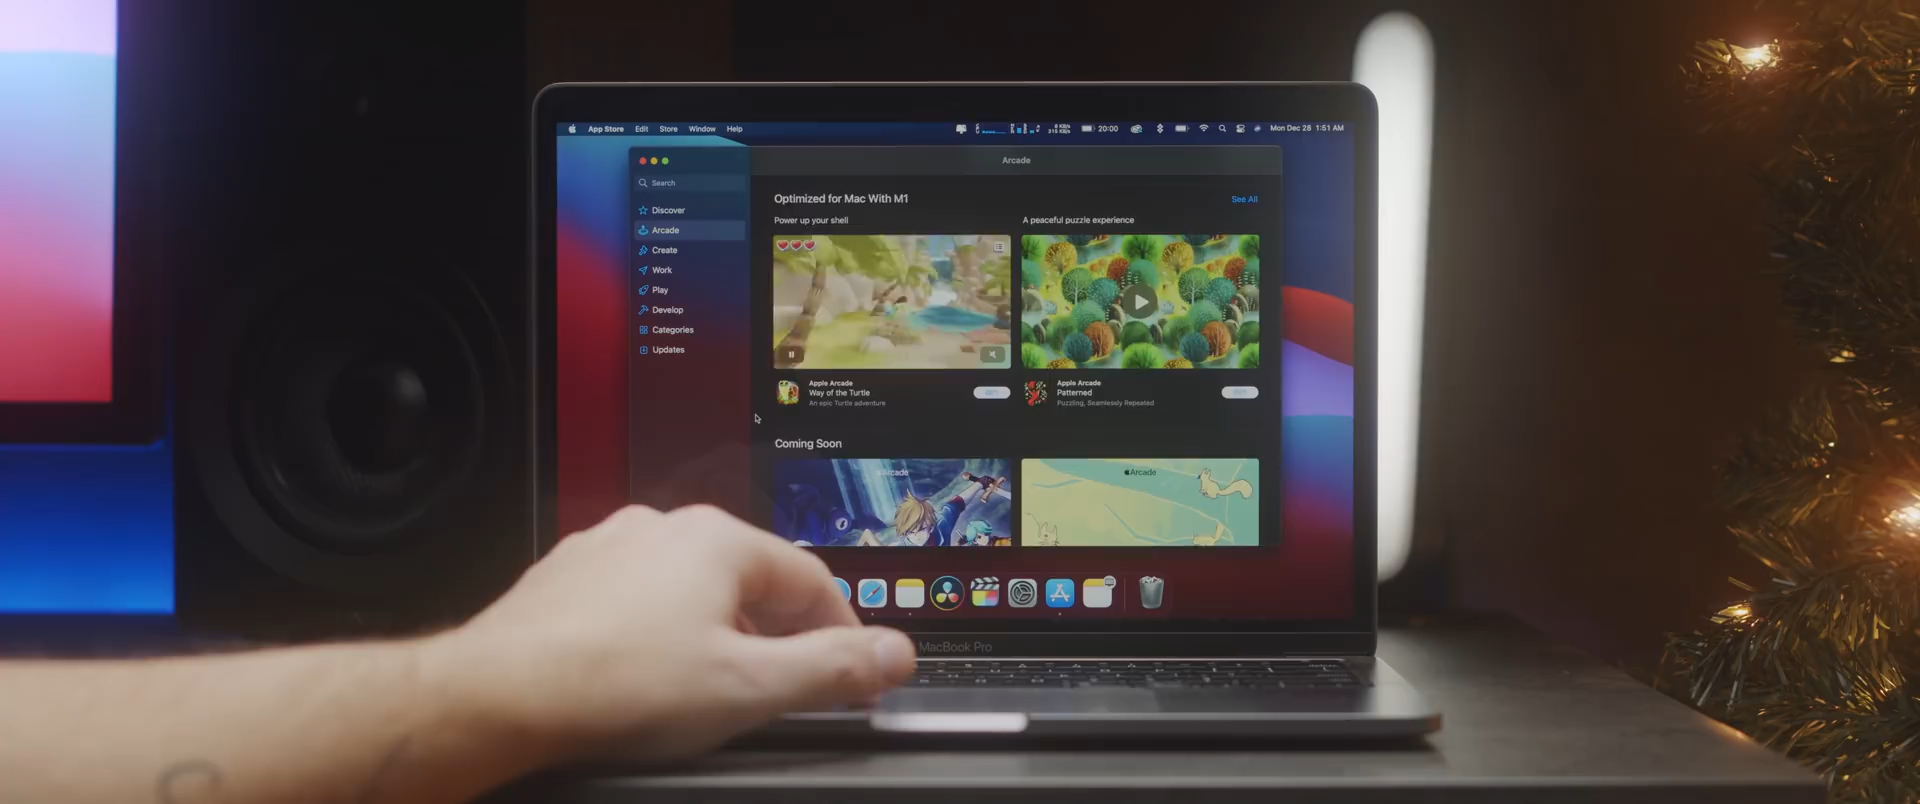 App Store Edit Store Window Help
20:00
Mon Dec 28 1:51 AM
Arcade
Search
Discover
Arcade
Create
Work
Play
Develop
Categories
Updates
Optimized for Mac With M1
See All
Power up your shell
A peaceful puzzle experience
Apple Arcade
Way of the Turtle
An epic Turtle adventure
Apple Arcade
Patterned
Puzzling, Seamlessly Repeated
Coming Soon
Arcade
Arcade
MacBook Pro